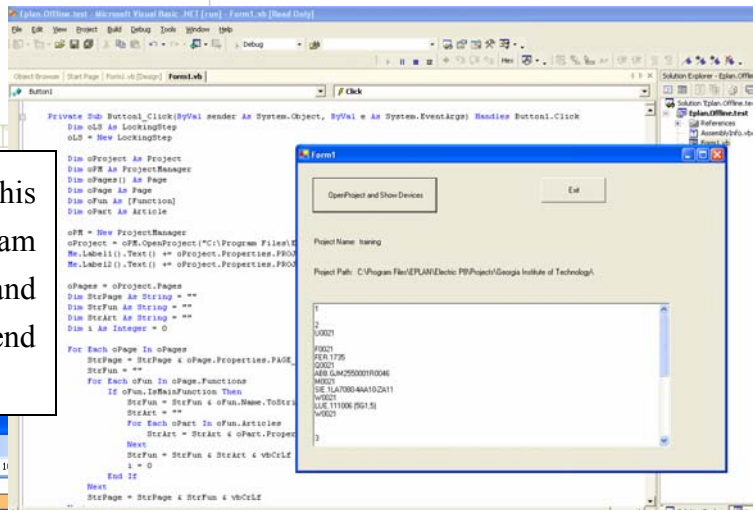 Eplan.Offline.test - Microsoft Visual Basic .NET [run] - Form1.vb [Read Only]
File Edit View Project Build Debug Tools Window Help
Debug
Hex
Object Browser | Start Page | Form1.vb [Design] Form1.vb
Solution Explorer - Eplan.Offline
Button1
Click
Solution 'Eplan.Offline.te
Eplan.Offline.test
References
AssemblyInfo.vb
Form1.vb
Private Sub Button1_Click(ByVal sender As System.Object, ByVal e As System.EventArgs) Handles Button1.Click
Dim oLS As LockingStep
oLS = New LockingStep
Dim oProject As Project
Dim oPM As ProjectManager
Dim oPages() As Page
Dim oPage As Page
Dim oFun As [Function]
Dim oPart As Article
oPM = New ProjectManager
oProject = oPM.OpenProject("C:\Program Files\E
Me.Label1().Text() += oProject.Properties.PROJ
Me.Label2().Text() += oProject.Properties.PROJ
oPages = oProject.Pages
Dim StrPage As String = ""
Dim StrFun As String = ""
Dim StrArt As String = ""
Dim i As Integer = 0
For Each oPage In oPages
StrPage = StrPage & oPage.Properties.PAGE_
StrFun = ""
For Each oFun In oPage.Functions
If oFun.IsMainFunction Then
StrFun = StrFun & oFun.Name.ToStri
StrArt = ""
For Each oPart In oFun.Articles
StrArt = StrArt & oPart.Proper
Next
StrFun = StrFun & StrArt & vbCrLf
i = 0
End If
Next
StrPage = StrPage & StrFun & vbCrLf
his
am
and
end
Form1
OpenProject and Show Devices
Exit
Project Name: training
Project Path: C:\Program Files\EPLAN\Electric P8\Projects\Georgia Institute of Technology\
1
2
U0021
F0021
FER.1735
Q0021
ABB.GJM2550001R0046
M0021
SIE.1LA7080-4AA10-ZA11
W0021
LUE.111006 (5G1,5)
W0021
3